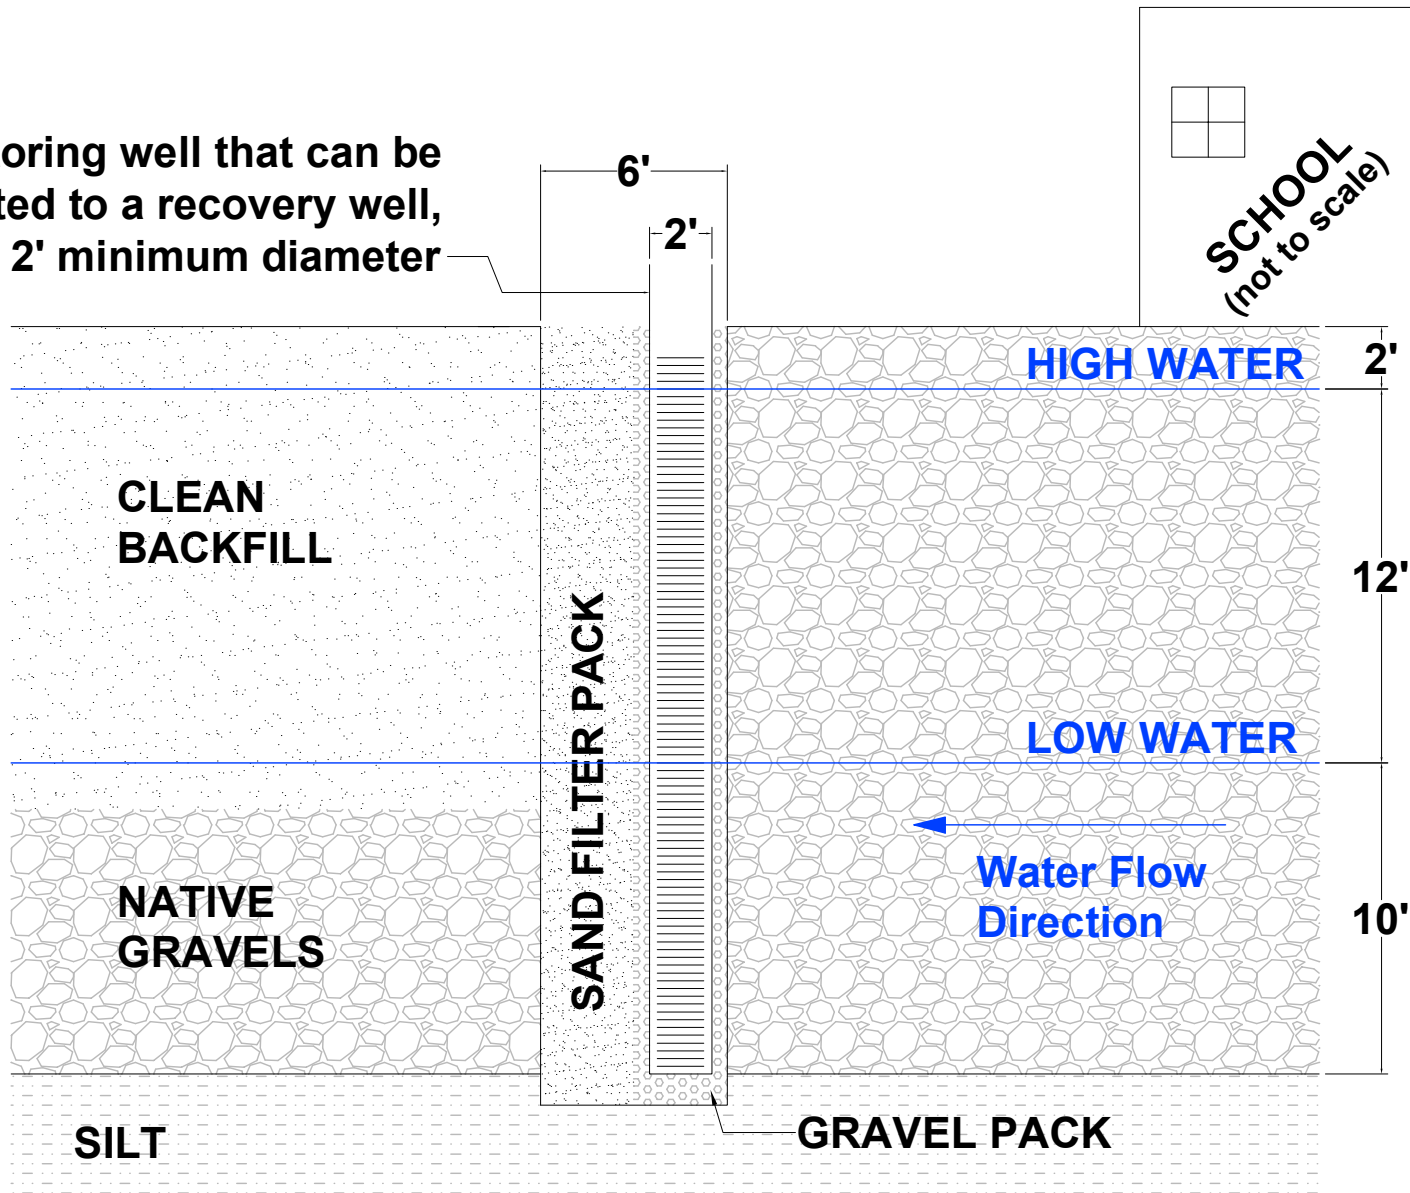 oring well that can be
ted to a recovery well,
2' minimum diameter
6'
2'
SCHOOL
(not to scale)
HIGH WATER
2'
CLEAN
BACKFILL
12'
SAND FILTER PACK
LOW WATER
Water Flow
Direction
NATIVE
GRAVELS
10'
GRAVEL PACK
SILT